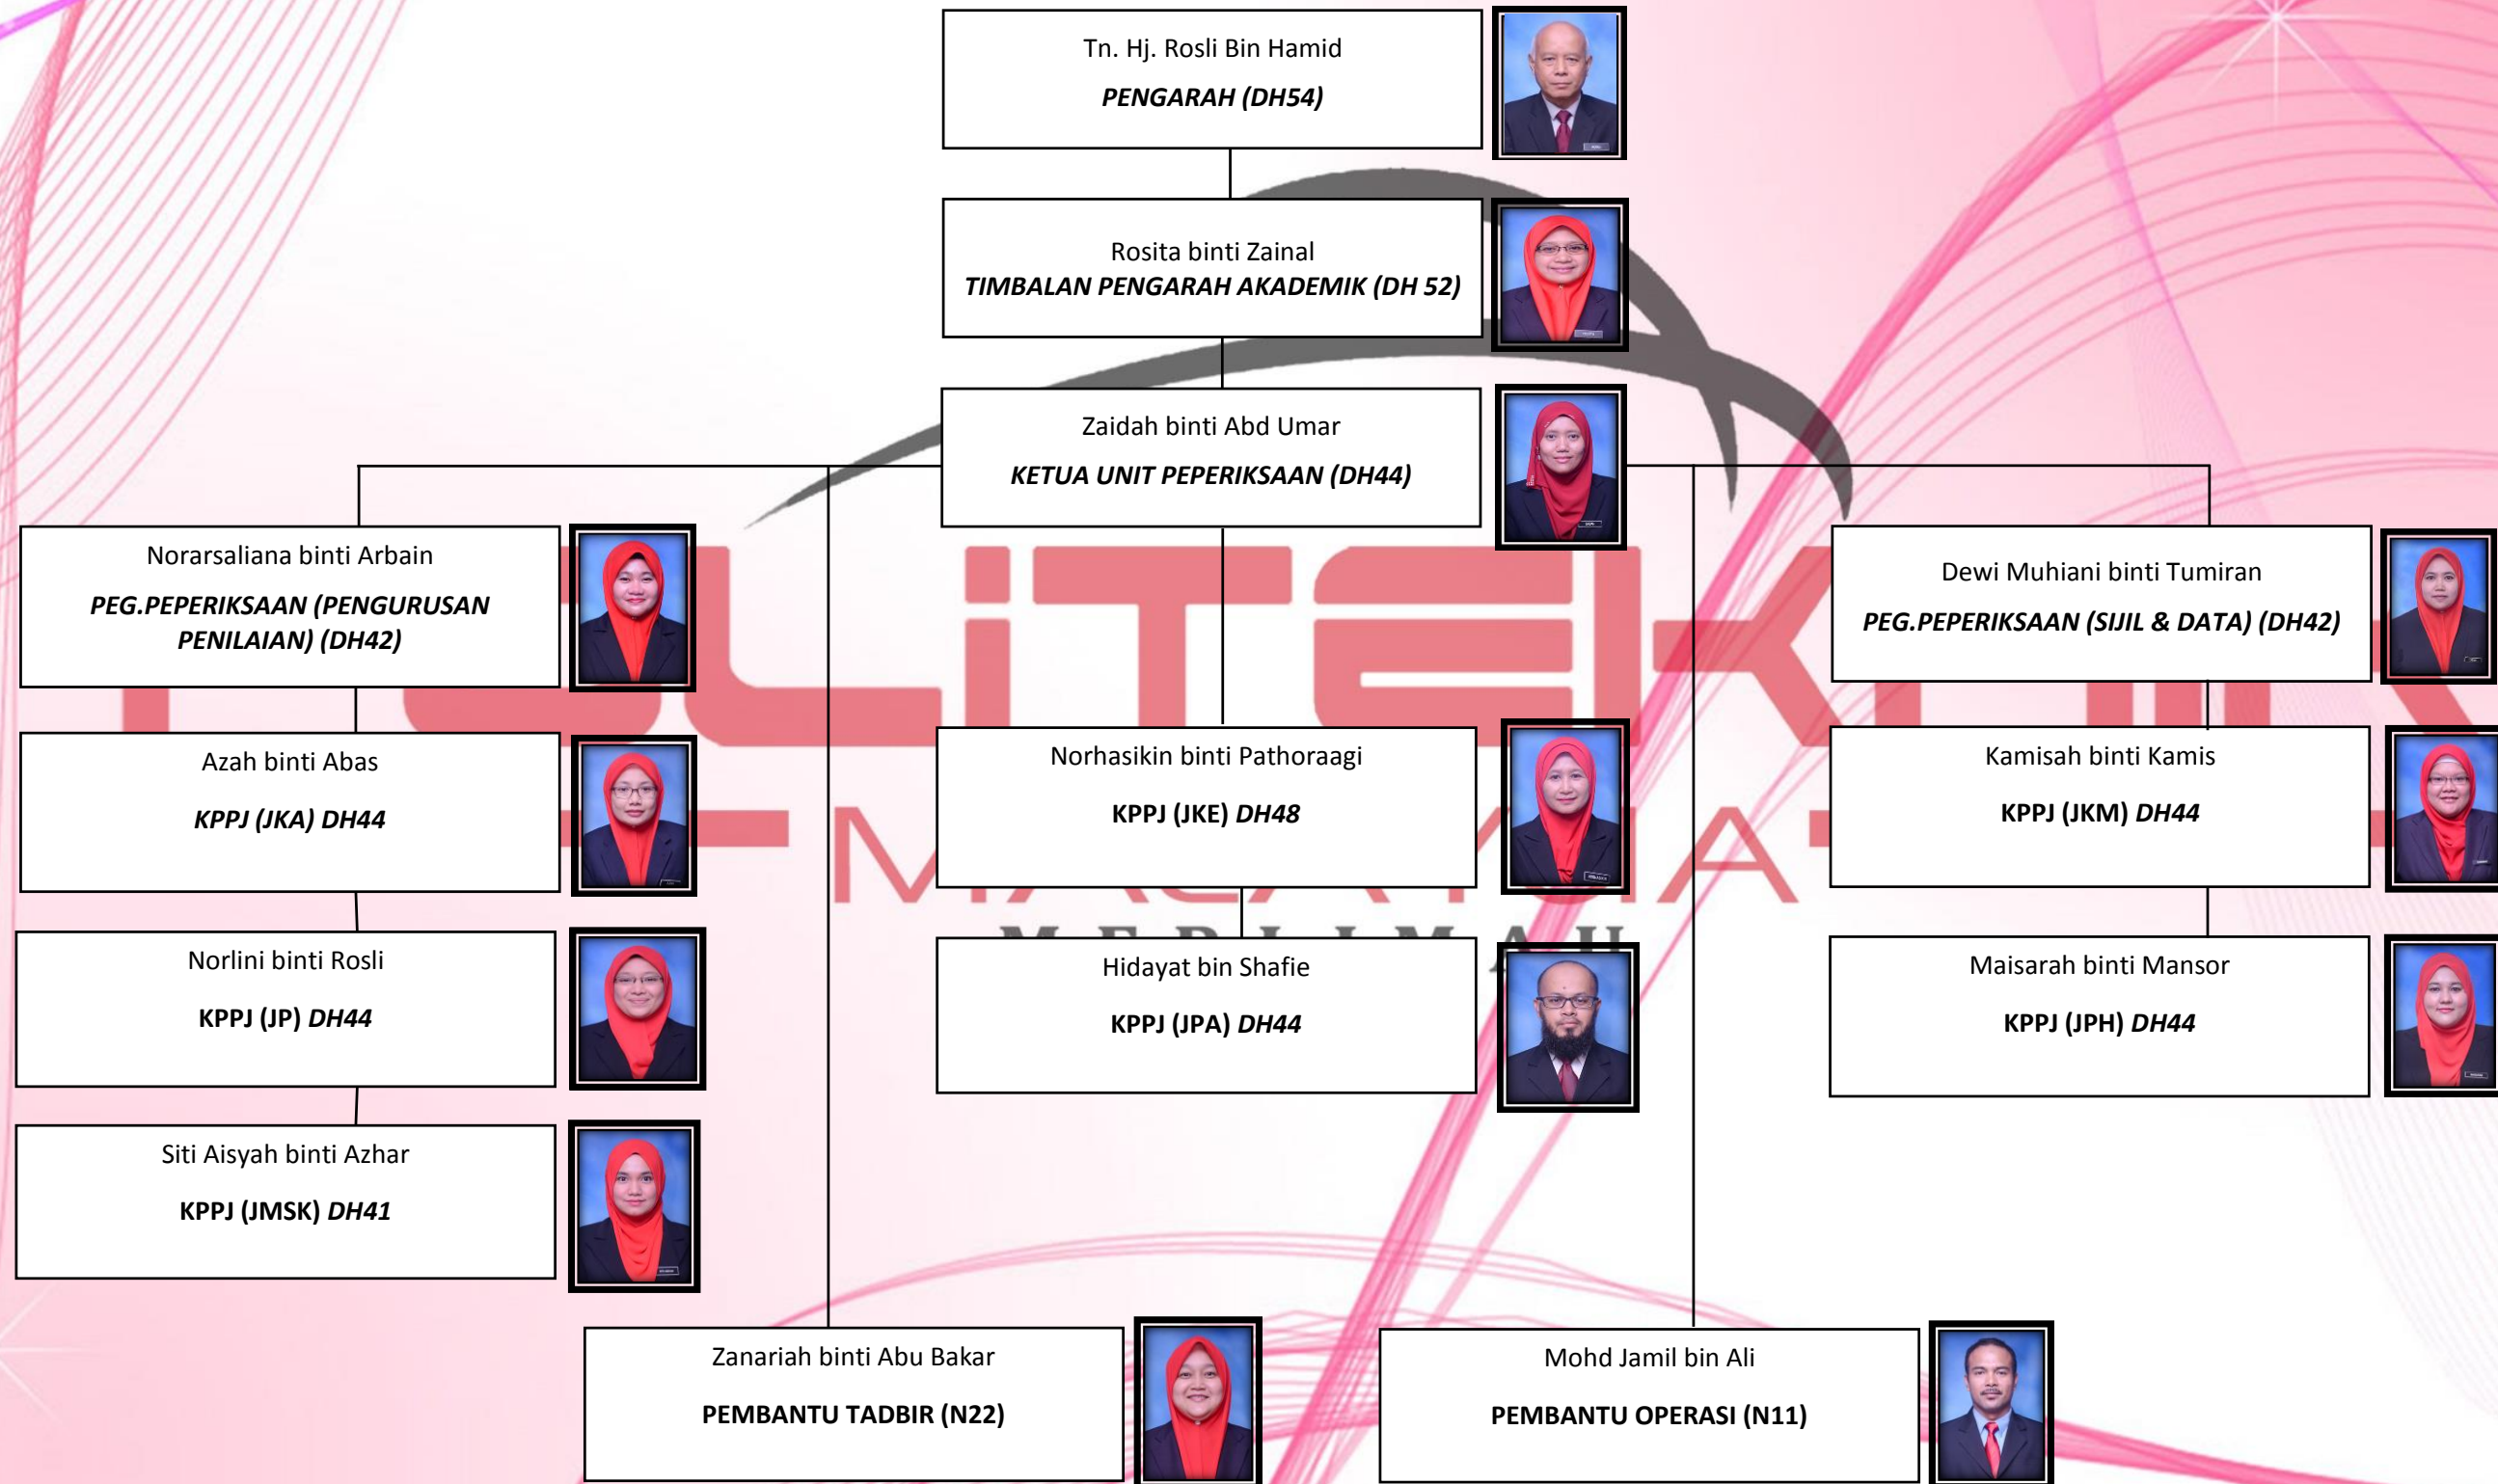 Tn. Hj. Rosli Bin Hamid
PENGARAH (DH54)
Rosita binti Zainal
TIMBALAN PENGARAH AKADEMIK (DH 52)
Zaidah binti Abd Umar
KETUA UNIT PEPERIKSAAN (DH44)
Norarsaliana binti Arbain
PEG.PEPERIKSAAN (PENGURUSAN
PENILAIAN) (DH42)
Dewi Muhiani binti Tumiran
PEG.PEPERIKSAAN (SIJIL & DATA) (DH42)
Azah binti Abas
KPPJ (JKA) DH44
Norhasikin binti Pathoraagi
KPPJ (JKE) DH48
Kamisah binti Kamis
KPPJ (JKM) DH44
Norlini binti Rosli
KPPJ (JP) DH44
Hidayat bin Shafie
KPPJ (JPA) DH44
Maisarah binti Mansor
KPPJ (JPH) DH44
Siti Aisyah binti Azhar
KPPJ (JMSK) DH41
Zanariah binti Abu Bakar
PEMBANTU TADBIR (N22)
Mohd Jamil bin Ali
PEMBANTU OPERASI (N11)